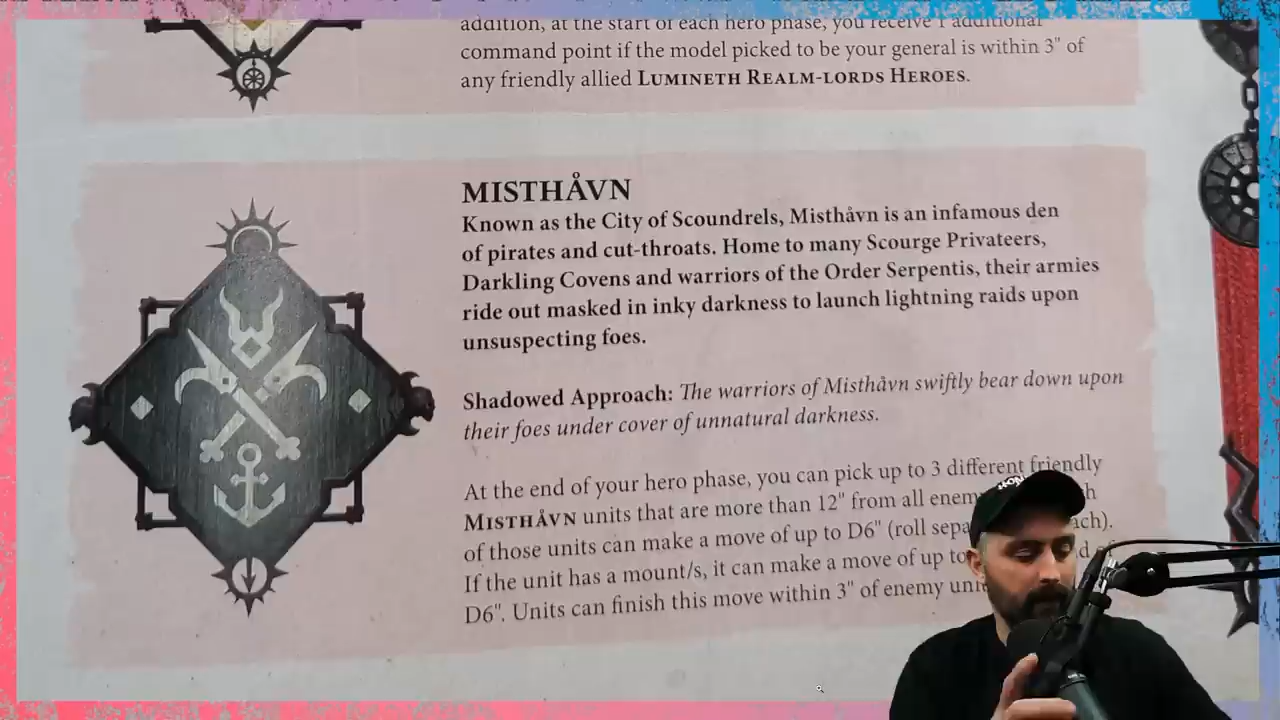 addition, at the start of each hero phase, you receive 1 additional
command point if the model picked to be your general is within 3" of
any friendly allied LUMINETH REALM-LORDS HEROES.
MISTHÅVN
Known as the City of Scoundrels, Misthåvn is an infamous den
of pirates and cut-throats. Home to many Scourge Privateers,
Darkling Covens and warriors of the Order Serpentis, their armies
ride out masked in inky darkness to launch lightning raids upon
unsuspecting foes.
Shadowed Approach: The warriors of Misthåvn swiftly bear down upon
their foes under cover of unnatural darkness.
At the end of your hero phase, you can pick up to 3 different friendly
MISTHÅVN units that are more than 12" from all
of those units can make a move of up to D6" (roll
If the unit has a mount/s, it can make a move of up to
D6". Units can finish this move within 3" of enemy